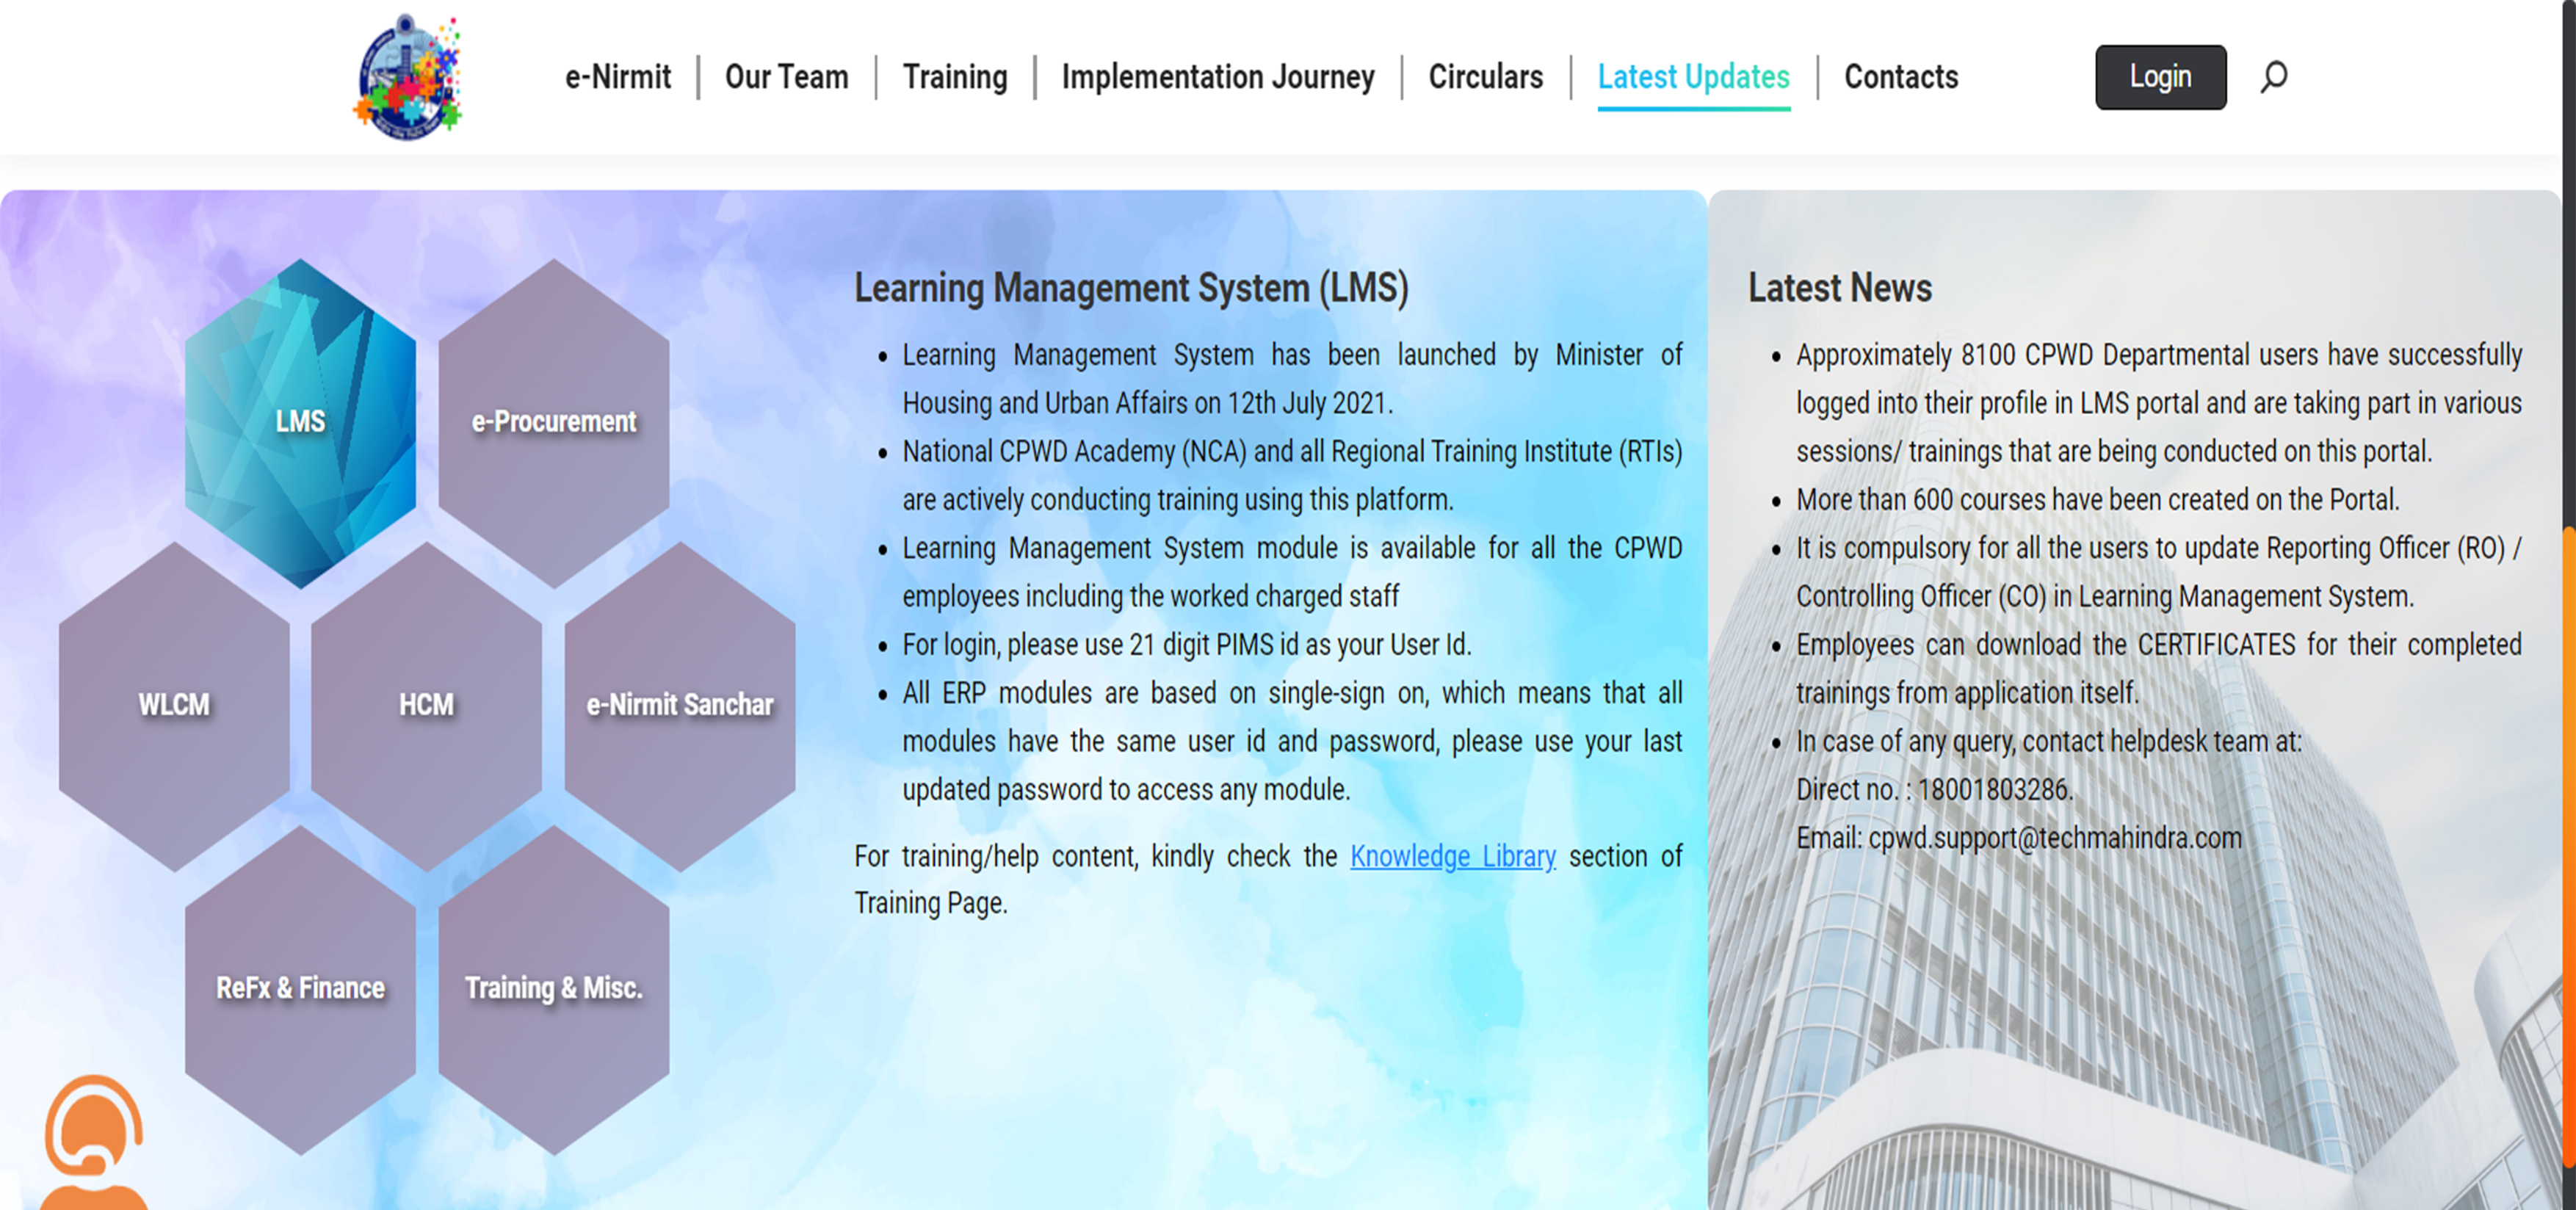 e-Nirmit
Our Team
Training
Implementation Journey
Circulars
Latest Updates
Contacts
Login
LMS
e-Procurement
WLCM
HCM
e-Nirmit Sanchar
ReFx & Finance
Training & Misc.
Learning Management System (LMS)
• Learning Management System has been launched by Minister of
Housing and Urban Affairs on 12th July 2021.
• National CPWD Academy (NCA) and all Regional Training Institute (RTIs)
are actively conducting training using this platform.
• Learning Management System module is available for all the CPWD
employees including the worked charged staff
• For login, please use 21 digit PIMS id as your User Id.
• All ERP modules are based on single-sign on, which means that all
modules have the same user id and password, please use your last
updated password to access any module.
For training/help content, kindly check the Knowledge Library section of
Training Page.
Latest News
• Approximately 8100 CPWD Departmental users have successfully
logged into their profile in LMS portal and are taking part in various
sessions/ trainings that are being conducted on this portal.
• More than 600 courses have been created on the Portal.
• It is compulsory for all the users to update Reporting Officer (RO) /
Controlling Officer (CO) in Learning Management System.
• Employees can download the CERTIFICATES for their completed
trainings from application itself.
• In case of any query, contact helpdesk team at:
Direct no. : 18001803286.
Email: cpwd.support@techmahindra.com